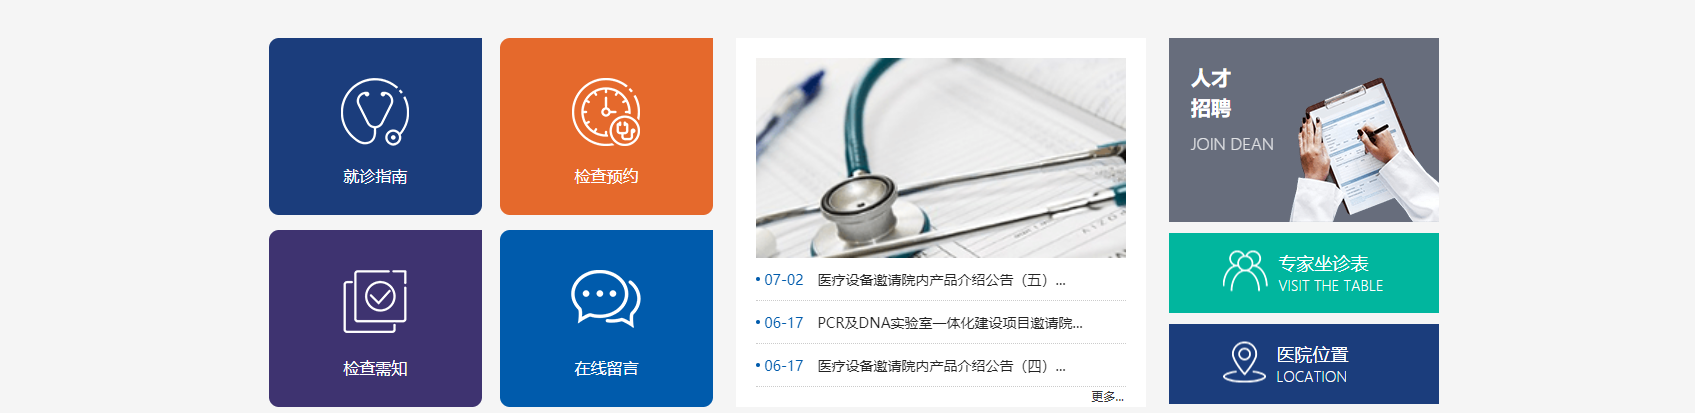 就诊指南
检查预约
检查需知
在线留言
07-02 医疗设备邀请院内产品介绍公告（五）...
06-17 PCR及DNA实验室一体化建设项目邀请院...
06-17 医疗设备邀请院内产品介绍公告（四）...
更多...
人才
招聘
JOIN DEAN
专家坐诊表
VISIT THE TABLE
医院位置
LOCATION